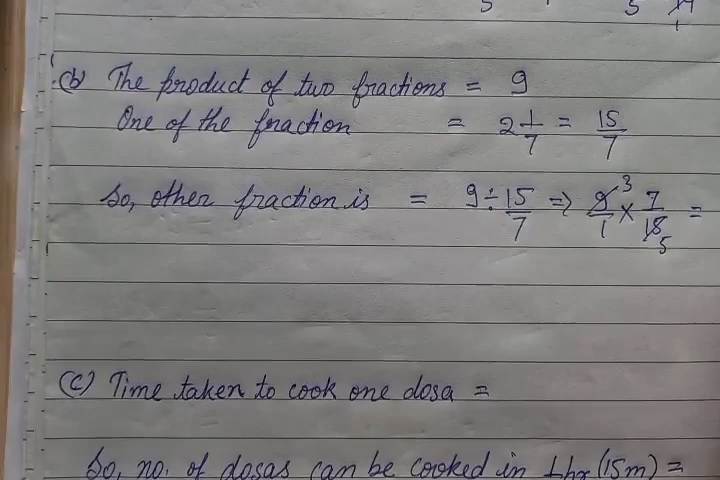 (b) The product of two fractions = 9
One of the fraction = 2 1/7 = 15/7
So, other fraction is = 9 ÷ 15/7 ⇒ 9/1 3 × 7/15 5 =
(c) Time taken to cook one dosa =
So, no. of dosas can be cooked in 1 hr (15m) =